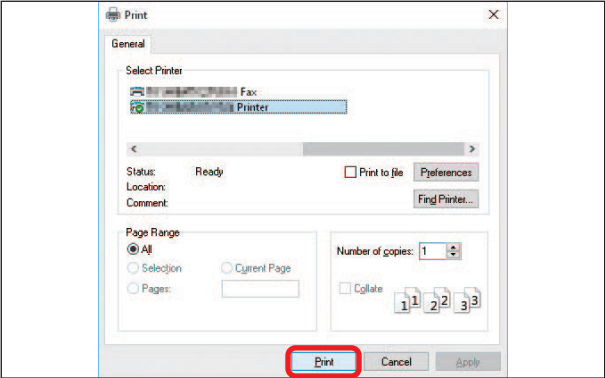 Print
General
Select Printer
Fax
Printer
Status: Ready
Location:
Comment:
Print to file
Preferences
Find Printer...
Page Range
All
Selection
Current Page
Pages:
Number of copies: 1
Collate
1 1 2 2 3 3
Print
Cancel
Apply